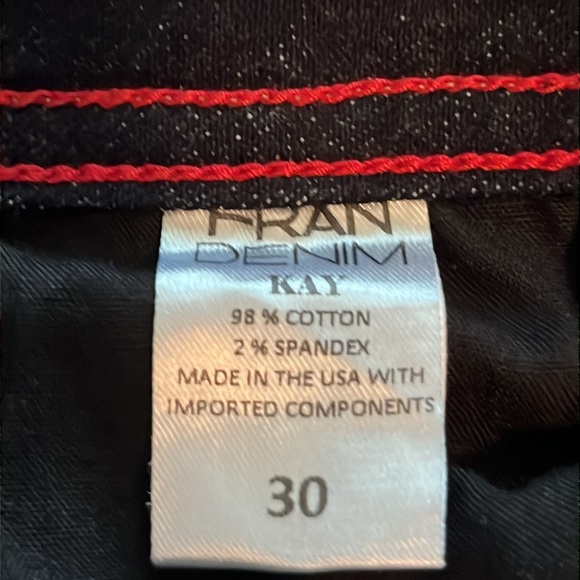 FRAN
DENIM
KAY
98 % COTTON
2 % SPANDEX
MADE IN THE USA WITH
IMPORTED COMPONENTS
30